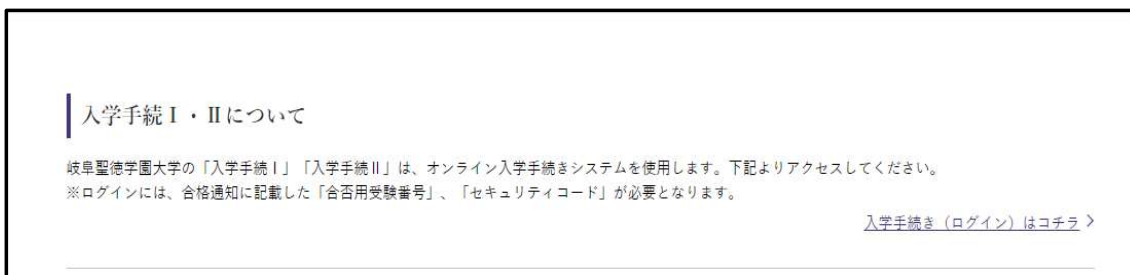 入学手続Ⅰ・Ⅱについて
岐阜聖徳学園大学の「入学手続Ⅰ」「入学手続Ⅱ」は、オンライン入学手続きシステムを使用します。下記よりアクセスしてください。
※ログインには、合格通知に記載した「合否用受験番号」、「セキュリティコード」が必要となります。
入学手続き（ログイン）はコチラ >